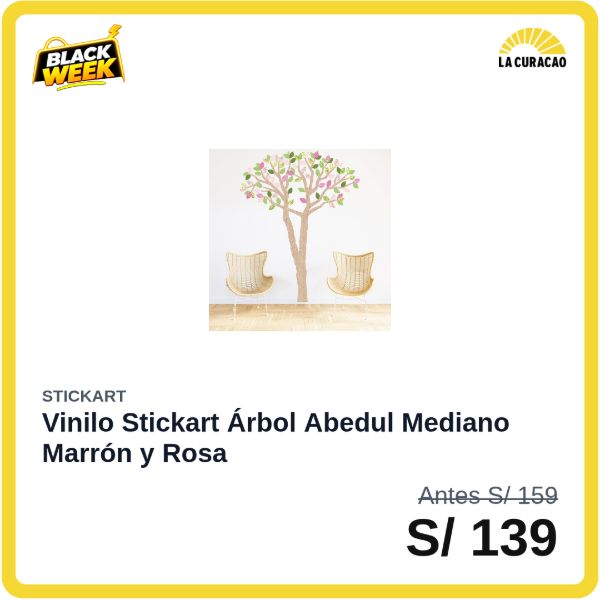 BLACK
WEEK
LA CURACAO
STICKART
Vinilo Stickart Árbol Abedul Mediano
Marrón y Rosa
Antes S/ 159
S/ 139